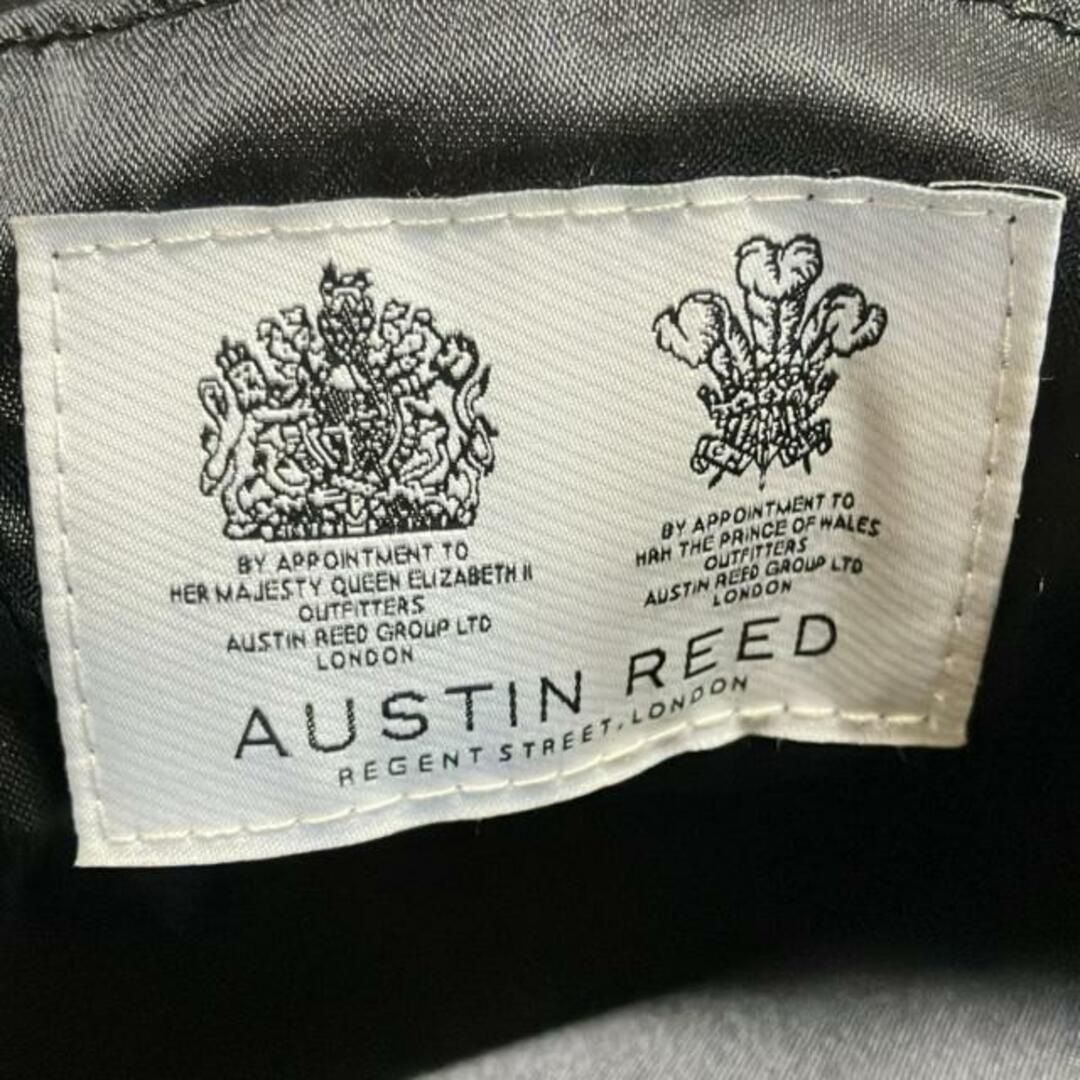 BY APPOINTMENT TO
HER MAJESTY QUEEN ELIZABETH II
OUTFITTERS
AUSTIN REED GROUP LTD
LONDON
BY APPOINTMENT TO
HRH THE PRINCE OF WALES
OUTFITTERS
AUSTIN REED GROUP LTD
LONDON
AUSTIN REED
REGENT STREET, LONDON